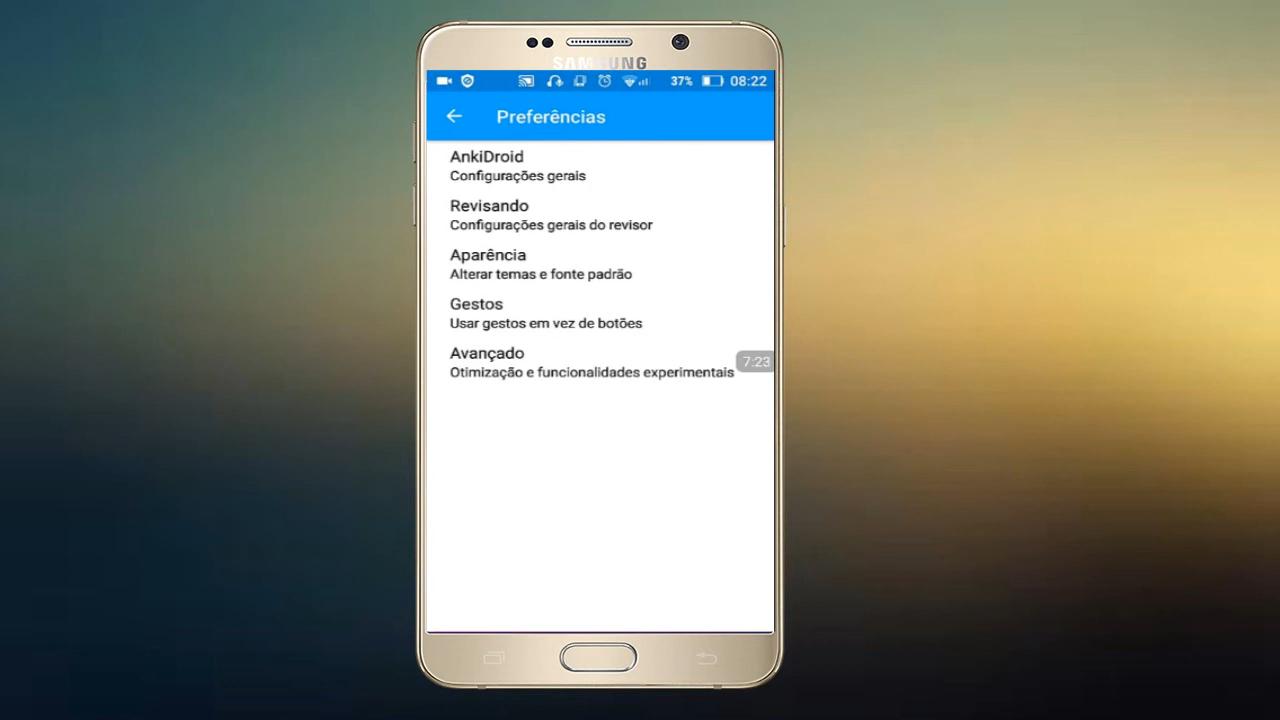 SAMSUNG
37% 08:22
Preferências
AnkiDroid
Configurações gerais
Revisando
Configurações gerais do revisor
Aparência
Alterar temas e fonte padrão
Gestos
Usar gestos em vez de botões
Avançado
7:23
Otimização e funcionalidades experimentais